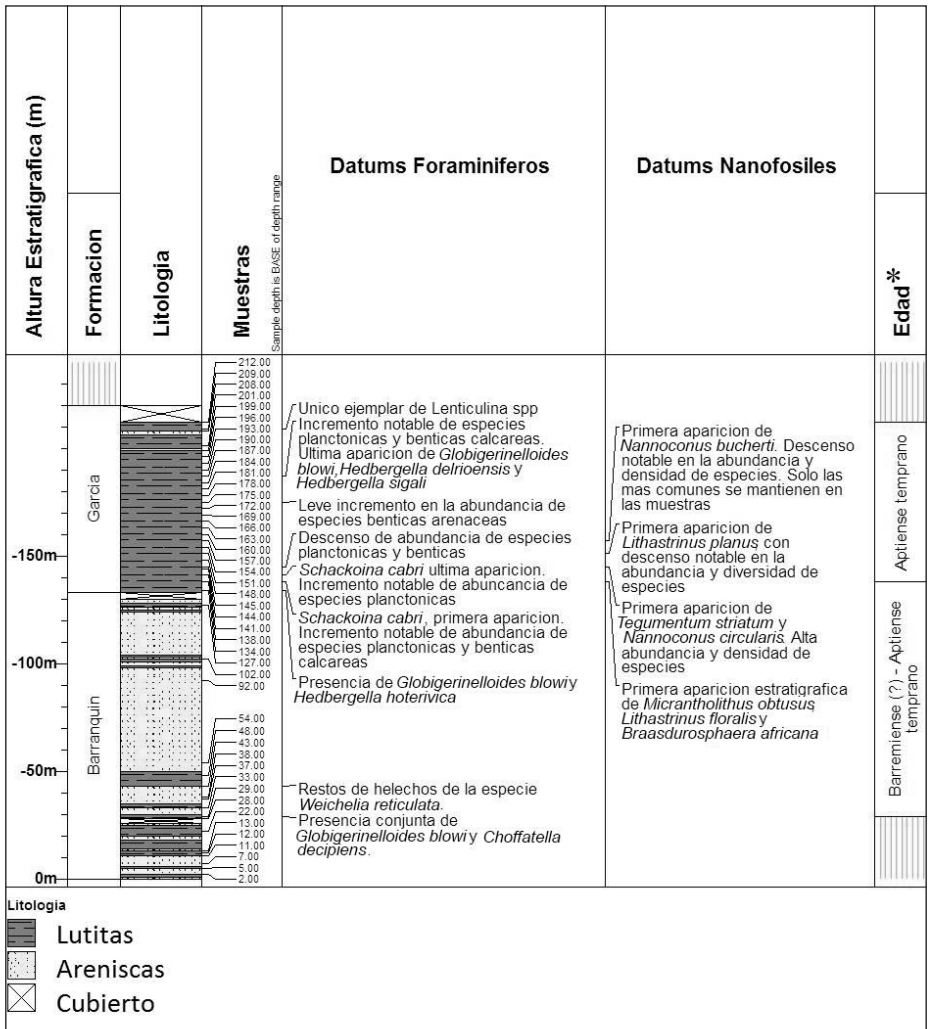 Altura Estratigrafica (m)
Formacion
Litologia
Muestras
Sample depth is BASE of depth range
Datums Foraminiferos
Datums Nanofosiles
Edad*
-150m
-100m
-50m
0m
Garcia
Barranquin
212.00
209.00
208.00
201.00
199.00
196.00
193.00
190.00
187.00
184.00
181.00
178.00
175.00
172.00
169.00
166.00
163.00
160.00
157.00
154.00
151.00
148.00
145.00
144.00
141.00
138.00
134.00
127.00
102.00
92.00
54.00
48.00
43.00
38.00
37.00
33.00
29.00
28.00
22.00
13.00
12.00
11.00
7.00
5.00
2.00
Unico ejemplar de Lenticulina spp
Incremento notable de especies
planctonicas y benticas calcareas.
Ultima aparicion de Globigerinelloides
blowi, Hedbergella delrioensis y
Hedbergella sigali
Leve incremento en la abundancia de
especies benticas arenaceas
Descenso de abundancia de especies
planctonicas y benticas
Schackoina cabri ultima aparicion.
Incremento notable de abuncancia de
especies planctonicas
Schackoina cabri, primera aparicion.
Incremento notable de abundancia de
especies planctonicas y benticas
calcareas
Presencia de Globigerinelloides blowi y
Hedbergella hoterivica
Restos de helechos de la especie
Weichelia reticulata.
Presencia conjunta de
Globigerinelloides blowi y Choffatella
decipiens.
Primera aparicion de
Nannoconus bucherti. Descenso
notable en la abundancia y
densidad de especies. Solo las
mas comunes se mantienen en
las muestras
Primera aparicion de
Lithastrinus planus, con
descenso notable en la
abundancia y diversidad de
especies
Primera aparicion de
Tegumentum striatum y
Nannoconus circularis. Alta
abundancia y densidad de
especies
Primera aparicion estratigrafica
de Micrantholithus obtusus,
Lithastrinus floralis y
Braasdurosphaera africana
Aptiense temprano
Barremiense (?) - Aptiense
temprano
Litologia
Lutitas
Areniscas
Cubierto